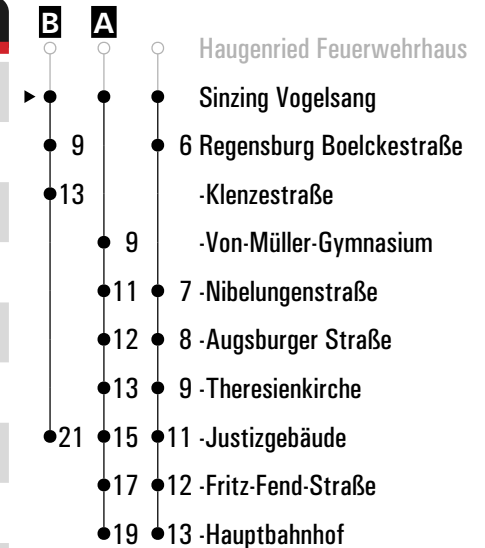 B A
Haugenried Feuerwehrhaus
Sinzing Vogelsang
9 6 Regensburg Boelckestraße
13 -Klenzestraße
9 -Von-Müller-Gymnasium
11 7 -Nibelungenstraße
12 8 -Augsburger Straße
13 9 -Theresienkirche
21 15 11 -Justizgebäude
17 12 -Fritz-Fend-Straße
19 13 -Hauptbahnhof